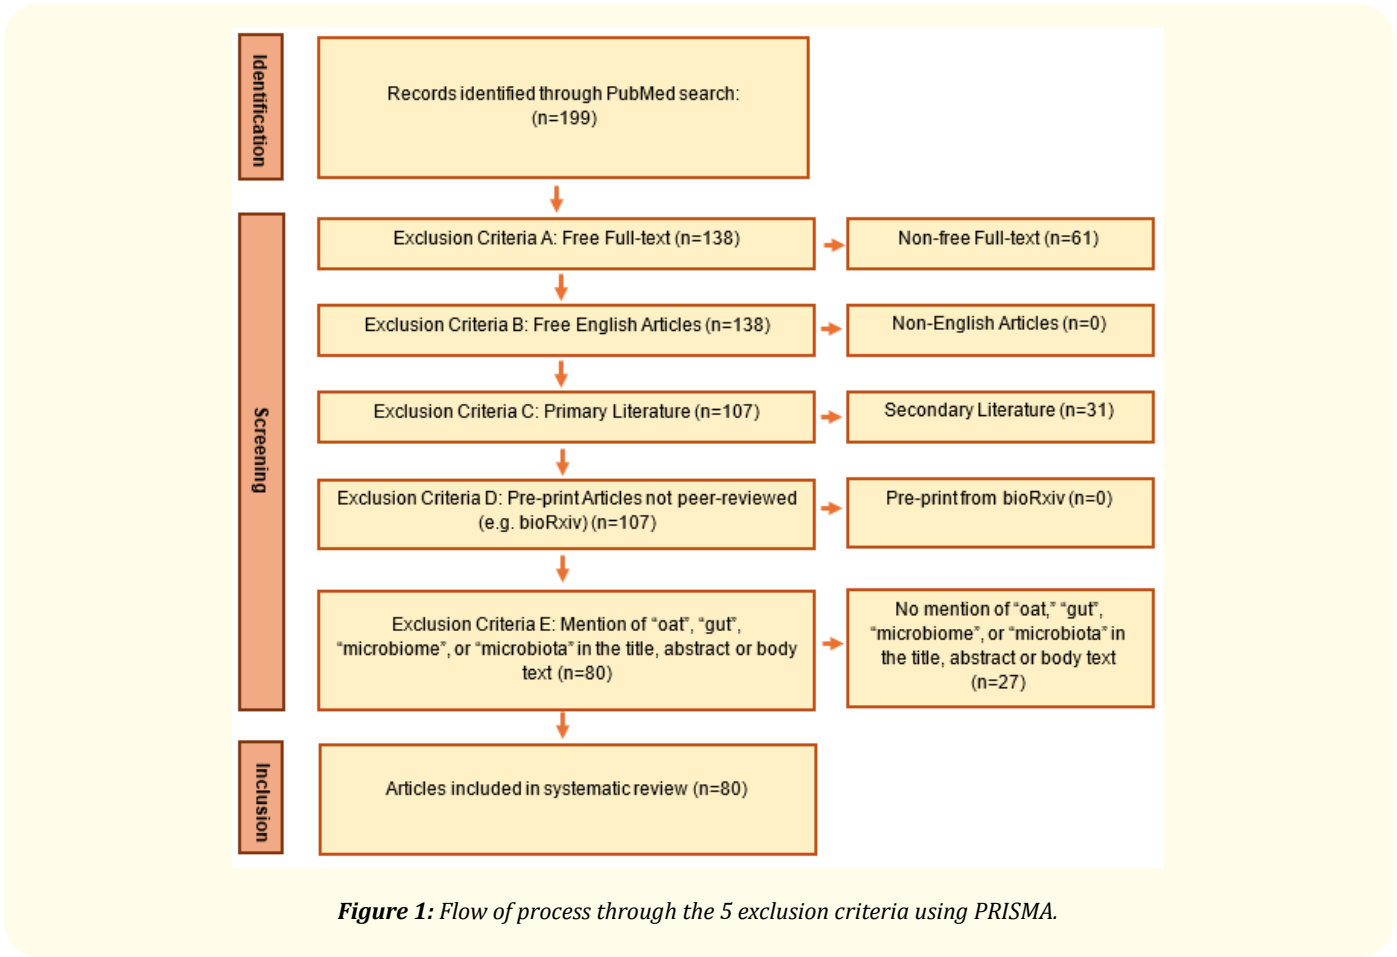 Identification
Records identified through PubMed search:
(n=199)
Screening
Exclusion Criteria A: Free Full-text (n=138)
Non-free Full-text (n=61)
Exclusion Criteria B: Free English Articles (n=138)
Non-English Articles (n=0)
Exclusion Criteria C: Primary Literature (n=107)
Secondary Literature (n=31)
Exclusion Criteria D: Pre-print Articles not peer-reviewed
(e.g. bioRxiv) (n=107)
Pre-print from bioRxiv (n=0)
Exclusion Criteria E: Mention of “oat”, “gut”,
“microbiome”, or “microbiota” in the title, abstract or body
text (n=80)
No mention of “oat,” “gut”,
“microbiome”, or “microbiota” in
the title, abstract or body text
(n=27)
Inclusion
Articles included in systematic review (n=80)
Figure 1: Flow of process through the 5 exclusion criteria using PRISMA.